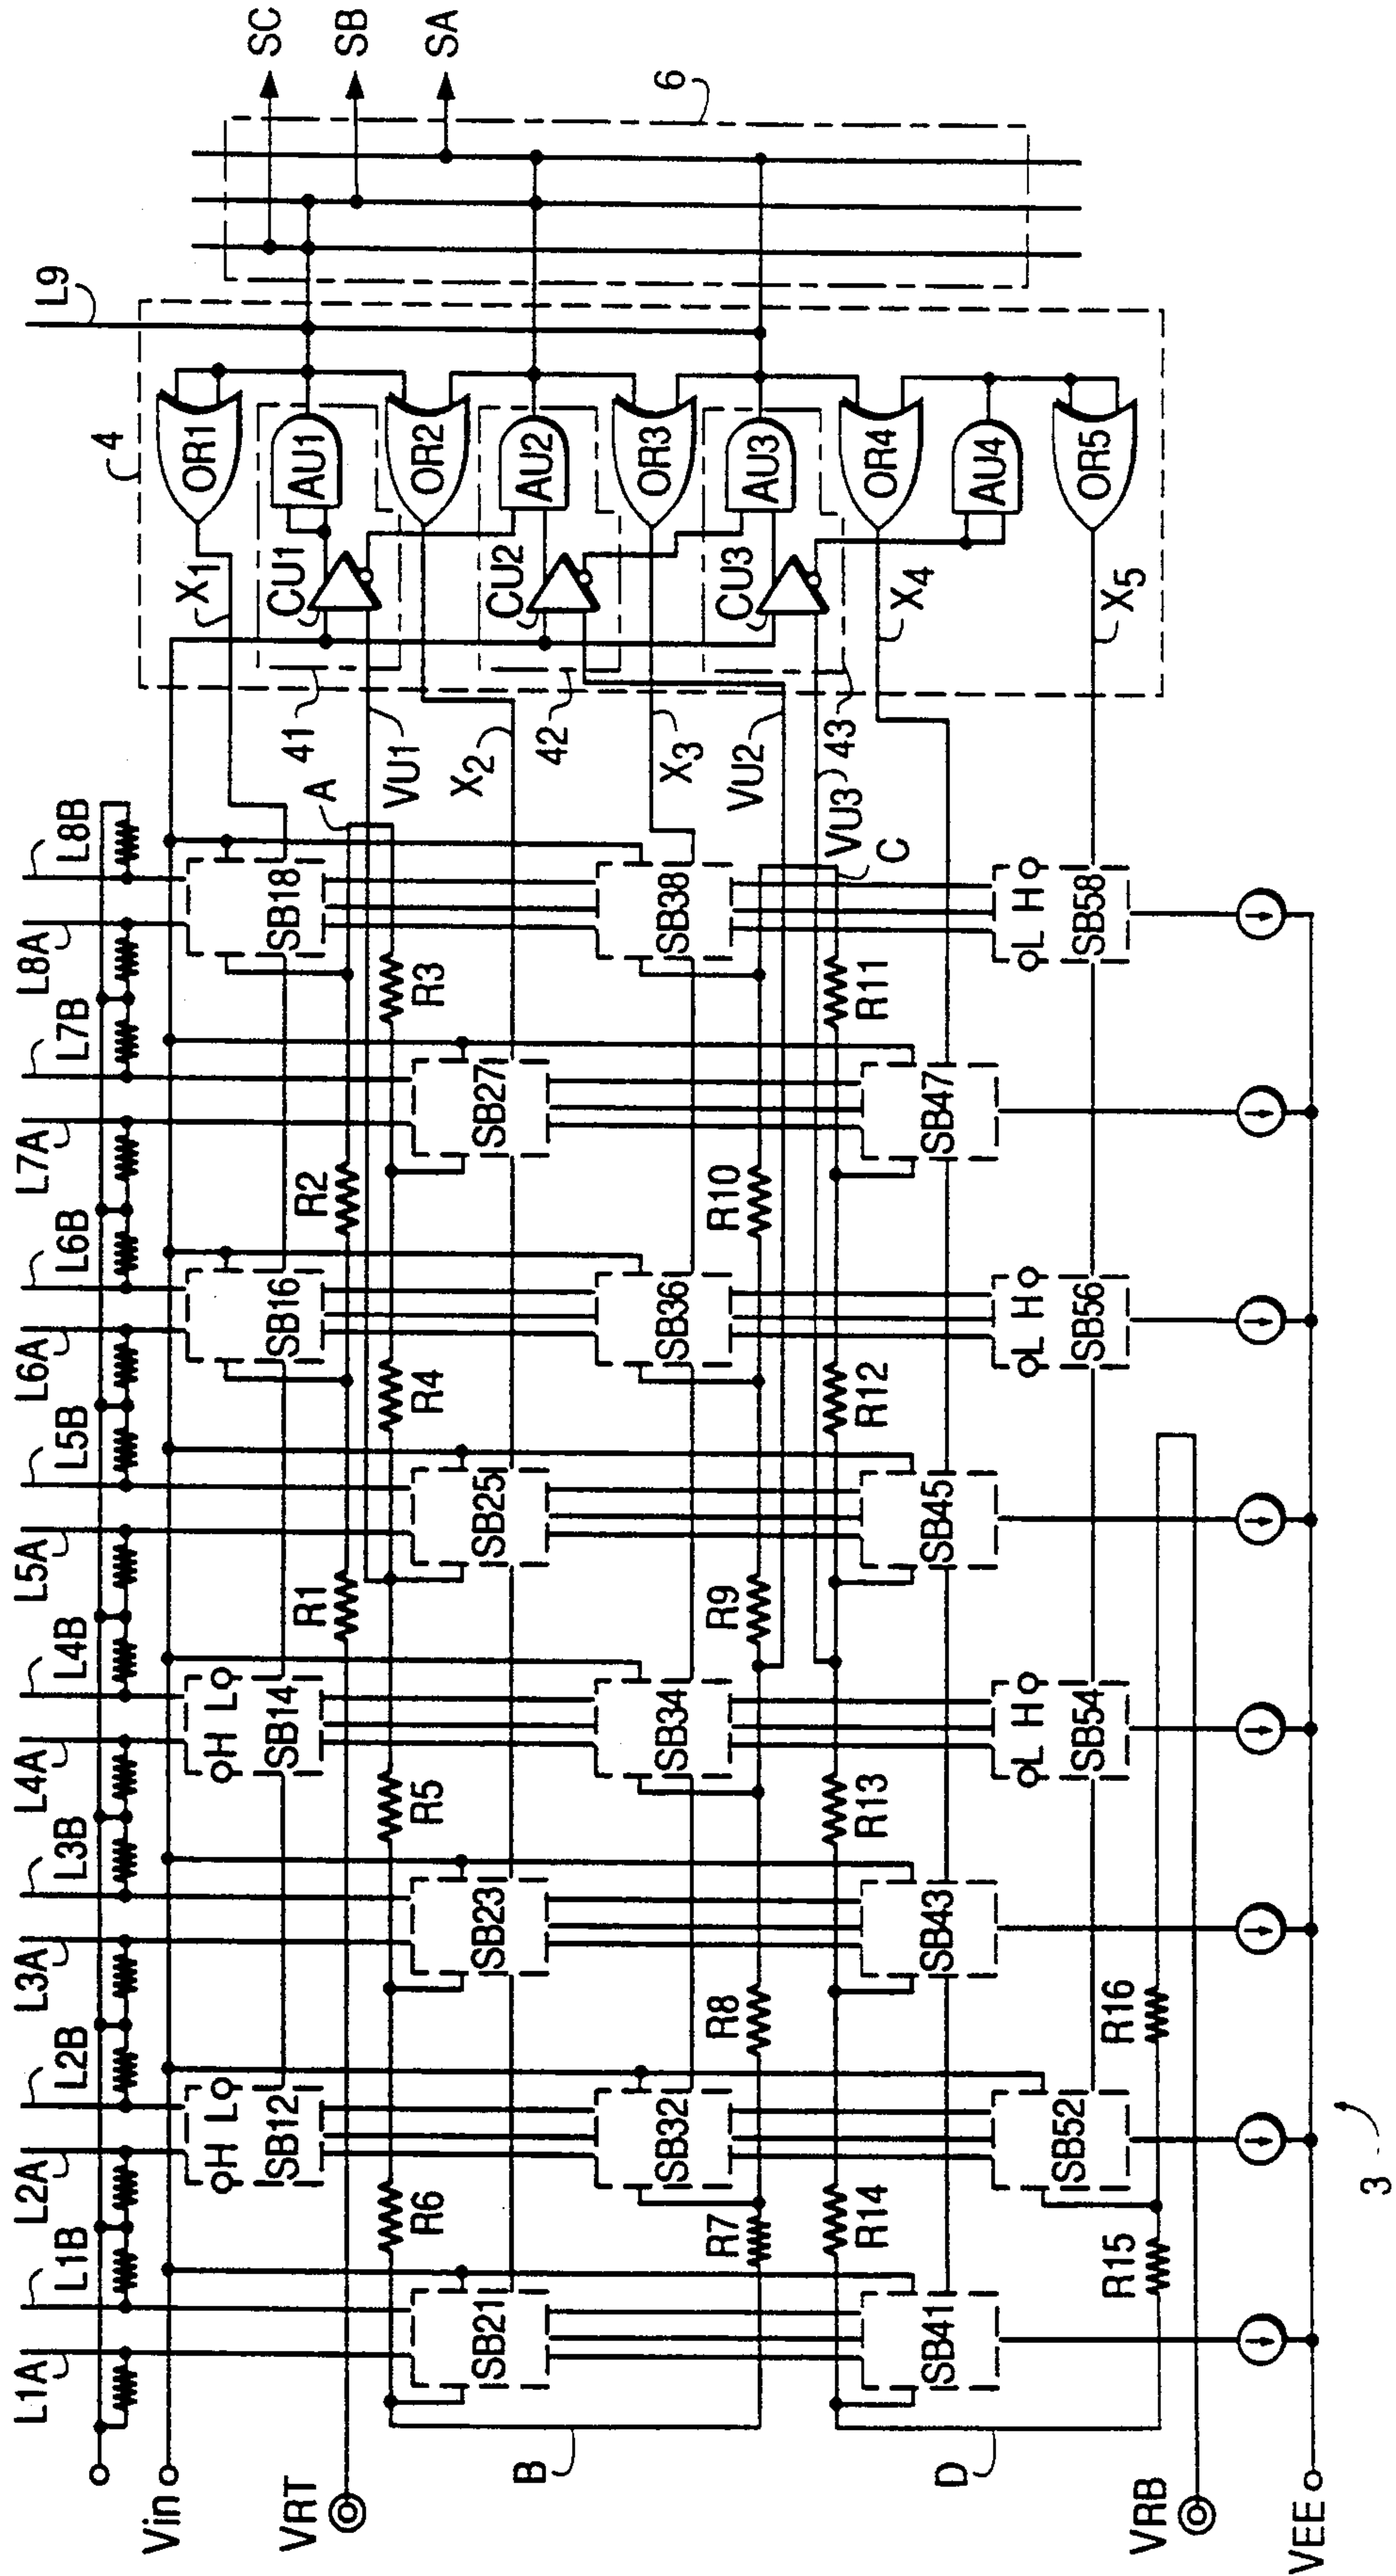 L1A
L1B
L2A
L2B
L3A
L3B
L4A
L4B
L5A
L5B
L6A
L6B
L7A
L7B
L8A
L8B
L9
SC
SB
SA
6
4
Vin
H L
SB12
H L
SB14
SB16
SB18
X1
OR1
VRT
R1
R2
A
41
CU1
AU1
VU1
R6
R5
R4
R3
X2
OR2
SB21
SB23
SB25
SB27
42
CU2
AU2
B
SB32
SB34
SB36
SB38
X3
OR3
R7
R8
R9
R10
VU2
CU3
AU3
VU3
43
C
R14
R13
R12
R11
X4
OR4
SB41
SB43
SB45
SB47
AU4
D
L H
SB54
L H
SB56
L H
SB58
SB52
X5
OR5
R15
R16
VRB
VEE
3